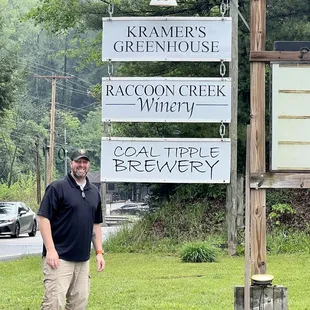 KRAMER'S
GREENHOUSE
RACCOON CREEK
Winery
COAL TIPPLE
BREWERY